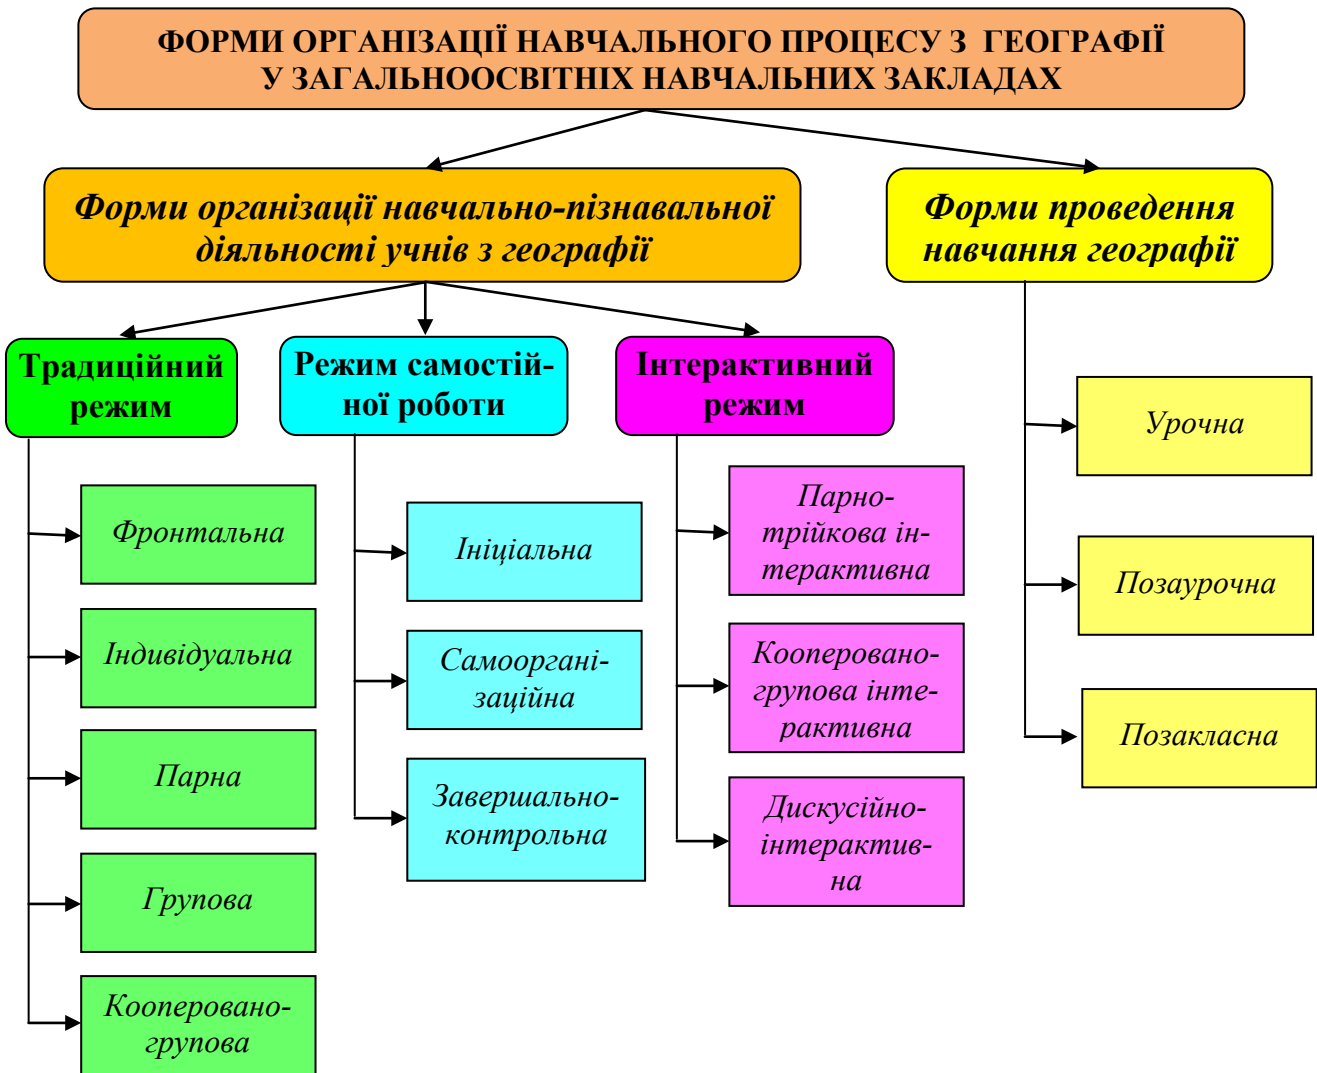 ФОРМИ ОРГАНІЗАЦІЇ НАВЧАЛЬНОГО ПРОЦЕСУ З ГЕОГРАФІЇ
У ЗАГАЛЬНООСВІТНІХ НАВЧАЛЬНИХ ЗАКЛАДАХ
Форми організації навчально-пізнавальної
діяльності учнів з географії
Форми проведення
навчання географії
Традиційний
режим
Режим самостій-
ної роботи
Інтерактивний
режим
Фронтальна
Індивідуальна
Парна
Групова
Кооперовано-
групова
Ініціальна
Самооргані-
заційна
Завершально-
контрольна
Парно-
трійкова ін-
терактивна
Кооперовано-
групова інте-
рактивна
Дискусійно-
інтерактив-
на
Урочна
Позаурочна
Позакласна